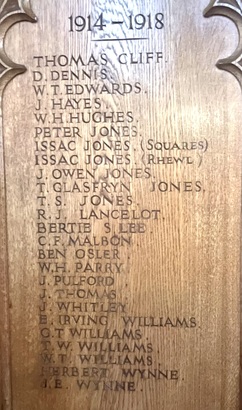 1914-1918
THOMAS CLIFF.
D. DENNIS.
W.T. EDWARDS.
J. HAYES.
W.H. HUGHES.
PETER JONES.
ISSAC JONES. (SQUARES)
ISSAC JONES. (RHEWL)
J. OWEN JONES.
T. GLASFRYN JONES.
T.S. JONES.
R.J. LANCELOT.
BERTIE S. LEE.
C.F. MALBON.
BEN OSLER.
W.H. PARRY.
J. PULFORD.
J. THOMAS.
J. WHITLEY.
E. IRVING WILLIAMS.
G.T. WILLIAMS.
T.W. WILLIAMS.
W.T. WILLIAMS.
HERBERT WYNNE.
J.E. WYNNE.